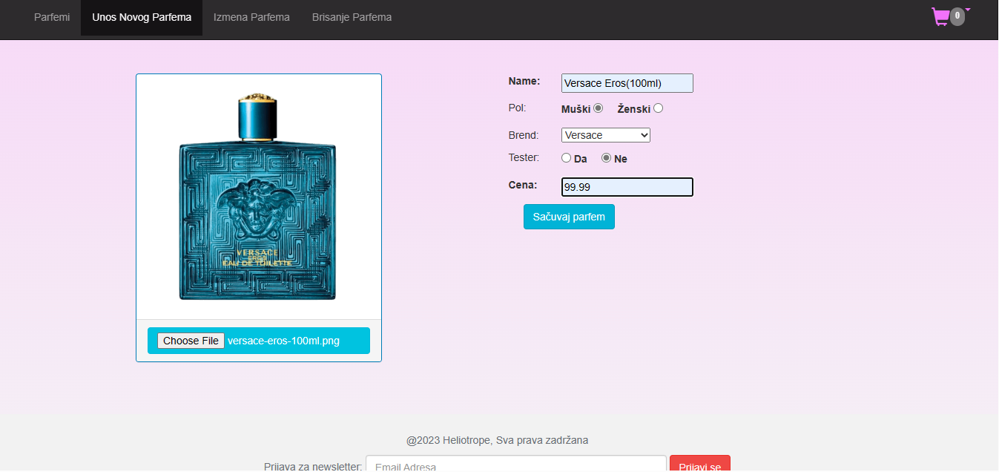 Parfemi Unos Novog Parfema Izmena Parfema Brisanje Parfema 0
Name: Versace Eros(100ml)
Pol: Muški Ženski
Brend: Versace
Tester: Da Ne
Cena: 99.99
Sačuvaj parfem
VERSACE
EROS
EAU DE TOILETTE
Choose File versace-eros-100ml.png
@2023 Heliotrope, Sva prava zadržana
Prijava za newsletter: Email Adresa Prijavi se